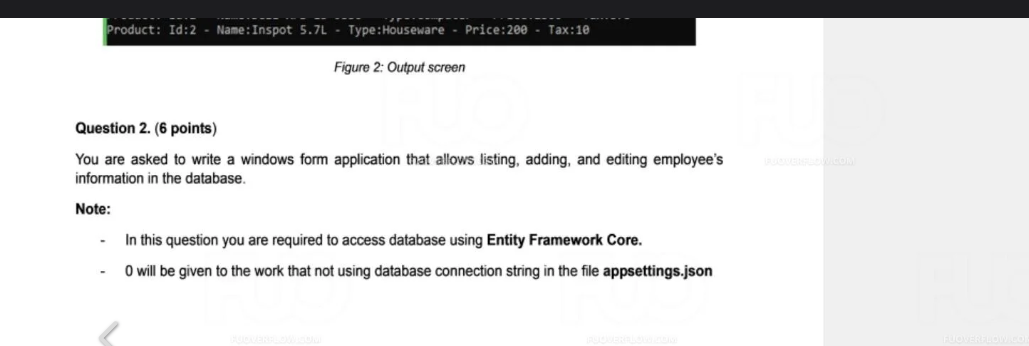 Product: Id:2 - Name:Inspot 5.7L - Type:Houseware - Price:200 - Tax:10
Figure 2: Output screen
Question 2. (6 points)
You are asked to write a windows form application that allows listing, adding, and editing employee's
information in the database.
Note:
- In this question you are required to access database using Entity Framework Core.
- 0 will be given to the work that not using database connection string in the file appsettings.json